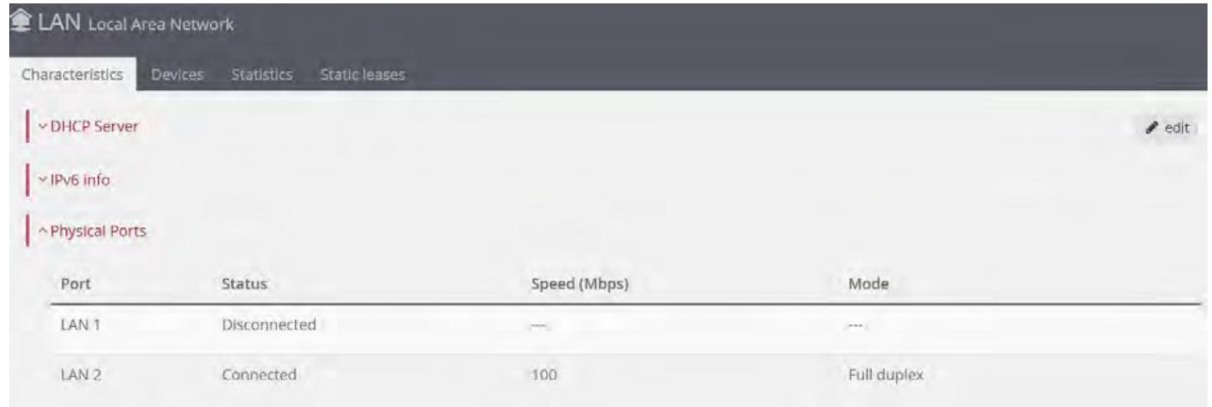 LAN Local Area Network
Characteristics Devices Statistics Static leases
DHCP Server edit
IPv6 info
Physical Ports
Port Status Speed (Mbps) Mode
LAN 1 Disconnected --- ---
LAN 2 Connected 100 Full duplex